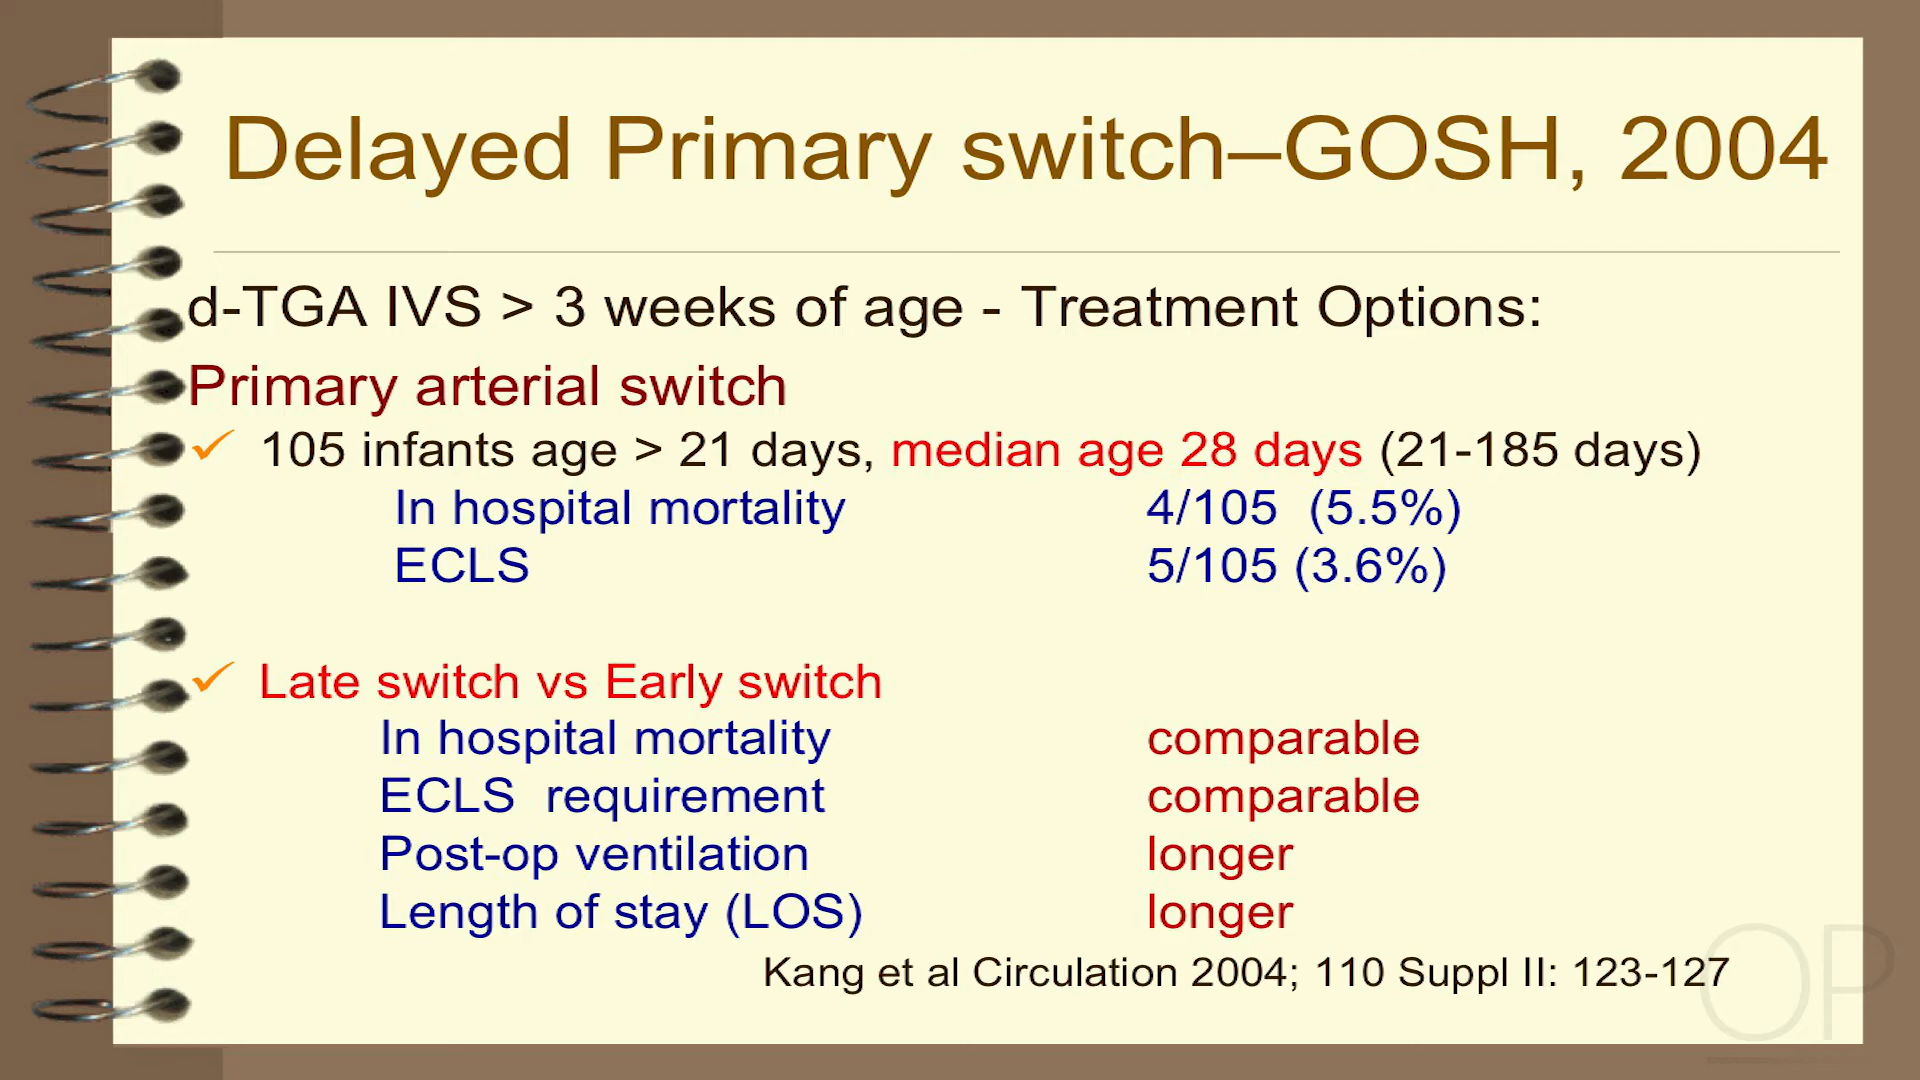 Delayed Primary switch–GOSH, 2004
d-TGA IVS > 3 weeks of age - Treatment Options:
Primary arterial switch
✓ 105 infants age > 21 days, median age 28 days (21-185 days)
In hospital mortality 4/105 (5.5%)
ECLS 5/105 (3.6%)
✓ Late switch vs Early switch
In hospital mortality comparable
ECLS requirement comparable
Post-op ventilation longer
Length of stay (LOS) longer
Kang et al Circulation 2004; 110 Suppl II: 123-127
OP